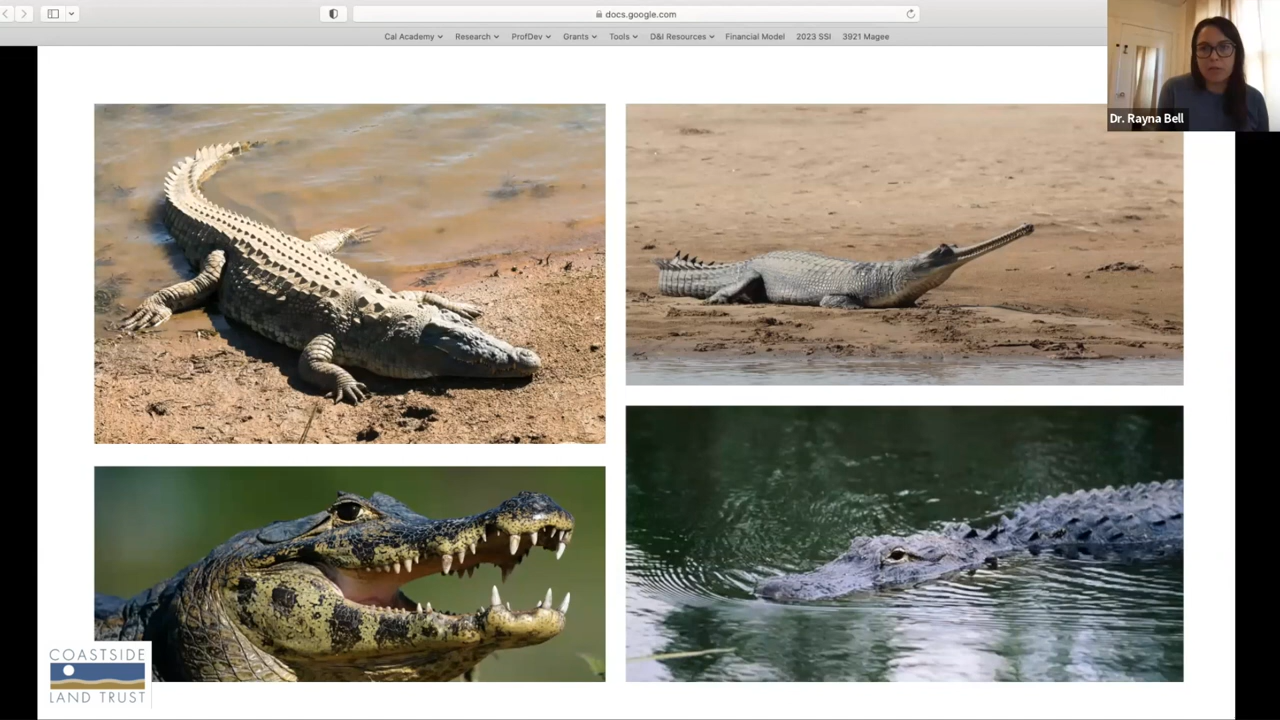 docs.google.com
Cal Academy Research ProfDev Grants Tools D&I Resources Financial Model 2023 SSI 3921 Magee
Dr. Rayna Bell
COASTSIDE
LAND TRUST